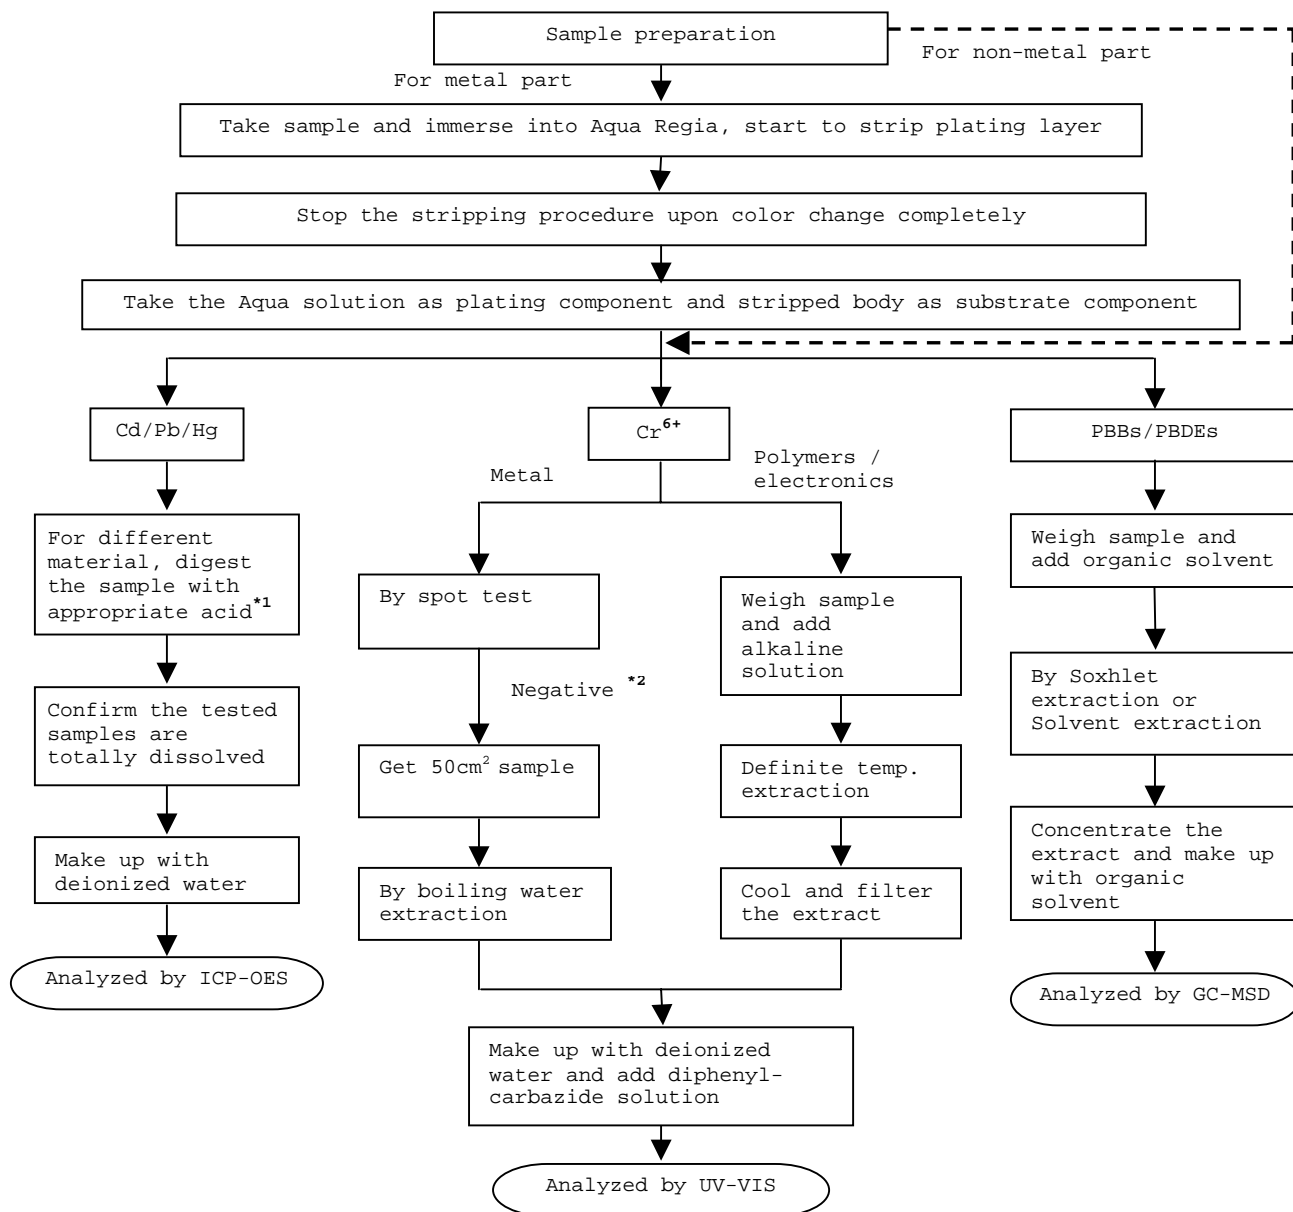 Sample preparation
For non-metal part
For metal part
Take sample and immerse into Aqua Regia, start to strip plating layer
Stop the stripping procedure upon color change completely
Take the Aqua solution as plating component and stripped body as substrate component
Cd/Pb/Hg
Cr⁶⁺
PBBs/PBDEs
Metal
Polymers /
electronics
For different
material, digest
the sample with
appropriate acid*1
Confirm the tested
samples are
totally dissolved
Make up with
deionized water
Analyzed by ICP-OES
By spot test
Negative *2
Get 50cm² sample
By boiling water
extraction
Weigh sample
and add
alkaline
solution
Definite temp.
extraction
Cool and filter
the extract
Make up with deionized
water and add diphenyl-
carbazide solution
Analyzed by UV-VIS
Weigh sample and
add organic solvent
By Soxhlet
extraction or
Solvent extraction
Concentrate the
extract and make up
with organic
solvent
Analyzed by GC-MSD